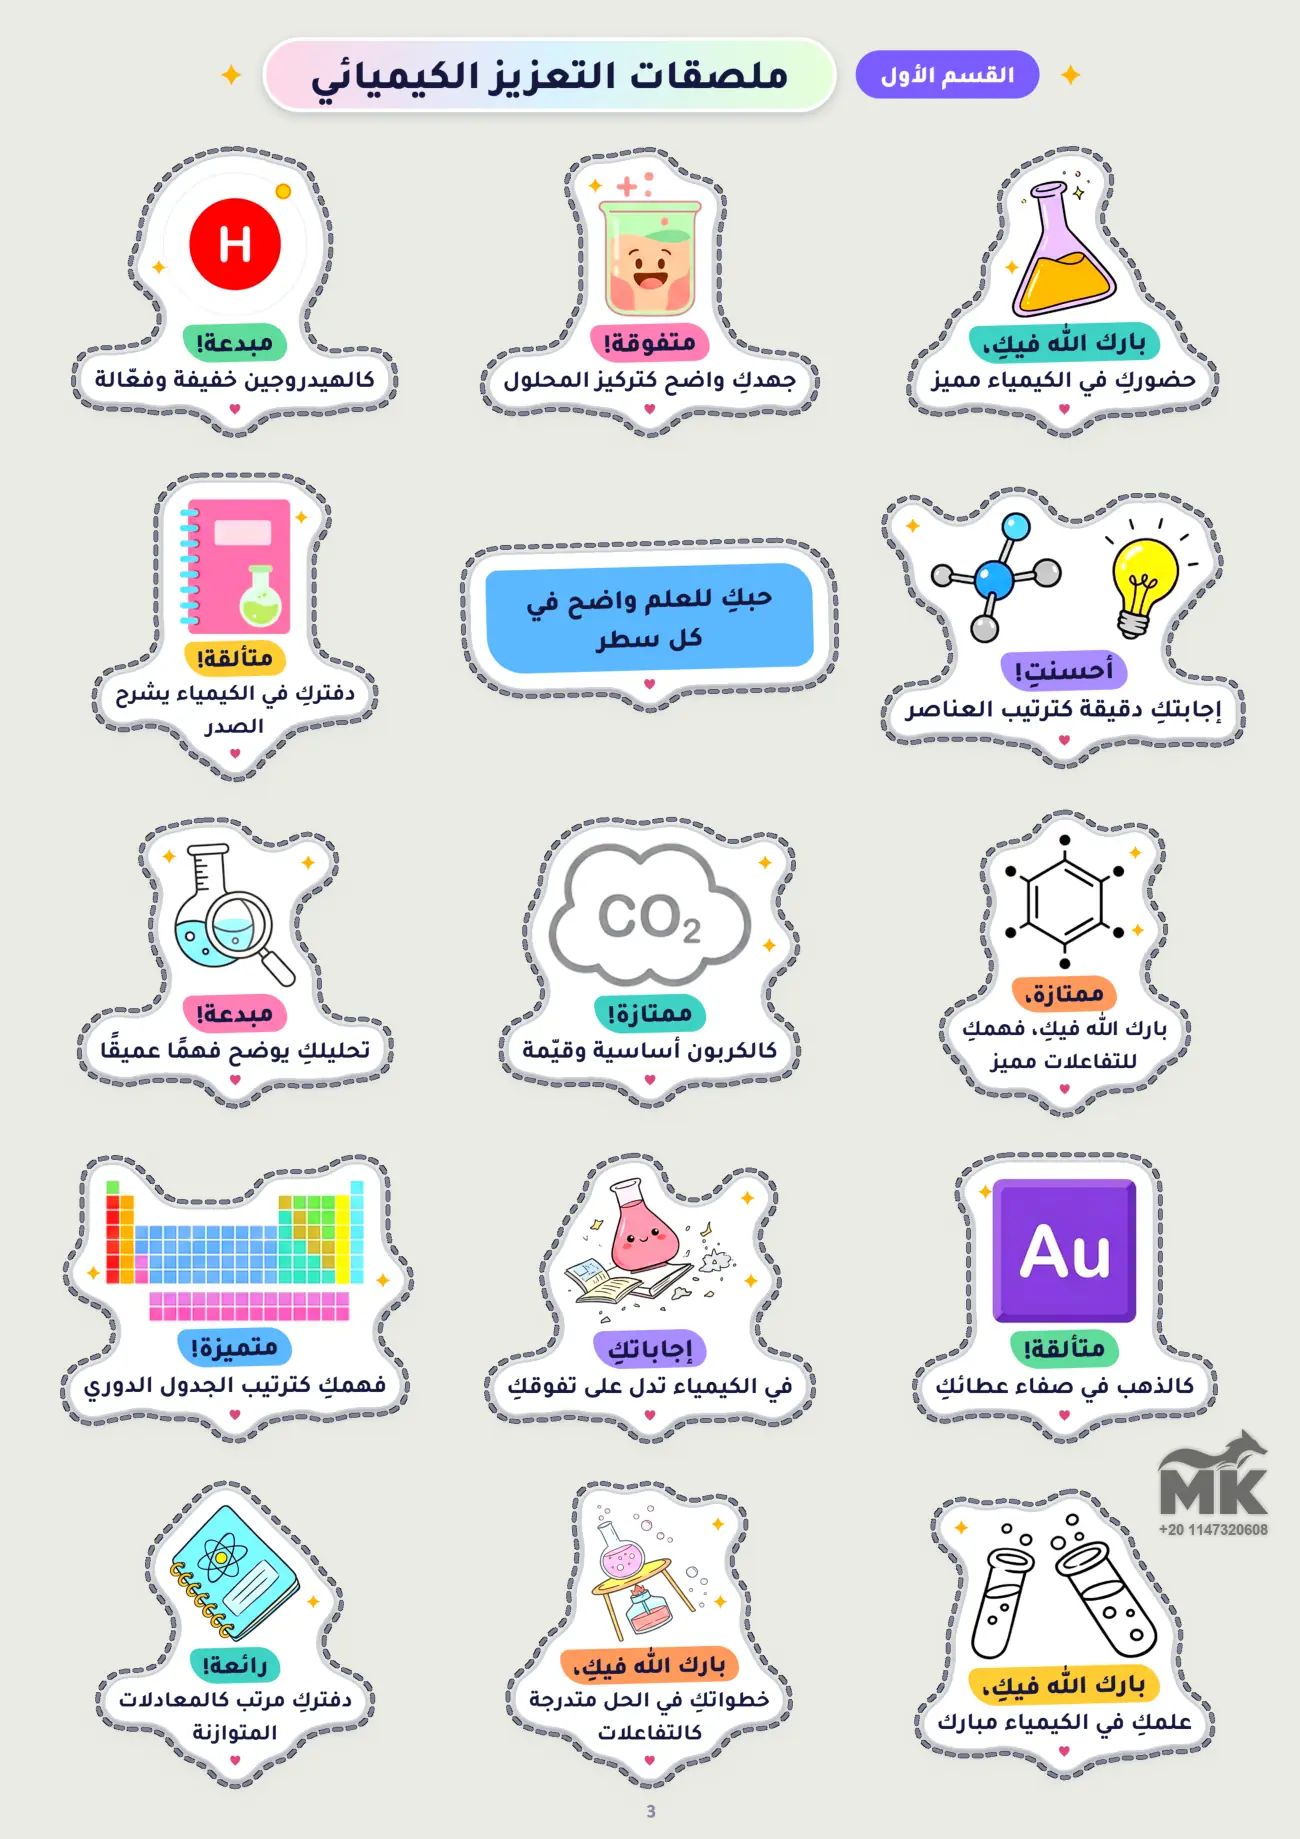 القسم الأول
ملصقات التعزيز الكيميائي
بارك الله فيكِ،
حضوركِ في الكيمياء مميز
متفوقة!
جهدكِ واضح كتركيز المحلول
H
مبدعة!
كالهيدروجين خفيفة وفعّالة
أحسنتِ!
إجابتكِ دقيقة كترتيب العناصر
حبكِ للعلم واضح في
كل سطر
متألقة!
دفتركِ في الكيمياء يشرح
الصدر
ممتازة،
بارك الله فيكِ، فهمكِ
للتفاعلات مميز
CO₂
ممتازة!
كالكربون أساسية وقيّمة
مبدعة!
تحليلكِ يوضح فهمًا عميقًا
Au
متألقة!
كالذهب في صفاء عطائكِ
إجاباتكِ
في الكيمياء تدل على تفوقكِ
متميزة!
فهمكِ كترتيب الجدول الدوري
MK
+20 1147320608
بارك الله فيكِ،
علمكِ في الكيمياء مبارك
بارك الله فيكِ،
خطواتكِ في الحل متدرجة
كالتفاعلات
رائعة!
دفتركِ مرتب كالمعادلات
المتوازنة
3